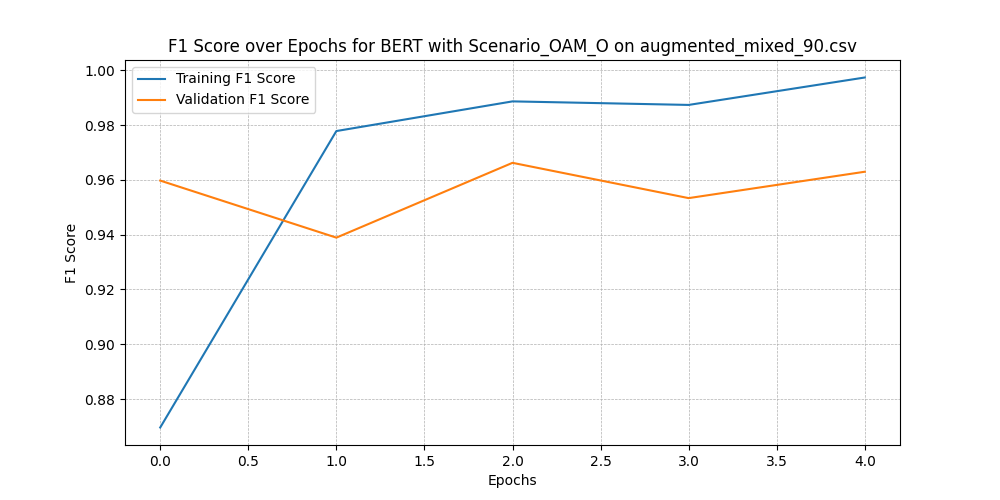 F1 Score over Epochs for BERT with Scenario_OAM_O on augmented_mixed_90.csv
Training F1 Score
Validation F1 Score
1.00
0.98
0.96
0.94
0.92
0.90
0.88
F1 Score
0.0 0.5 1.0 1.5 2.0 2.5 3.0 3.5 4.0
Epochs